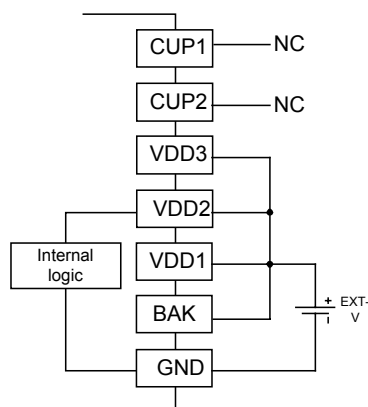 CUP1
NC
CUP2
NC
VDD3
VDD2
Internal
logic
VDD1
+ EXT-
V
BAK
GND